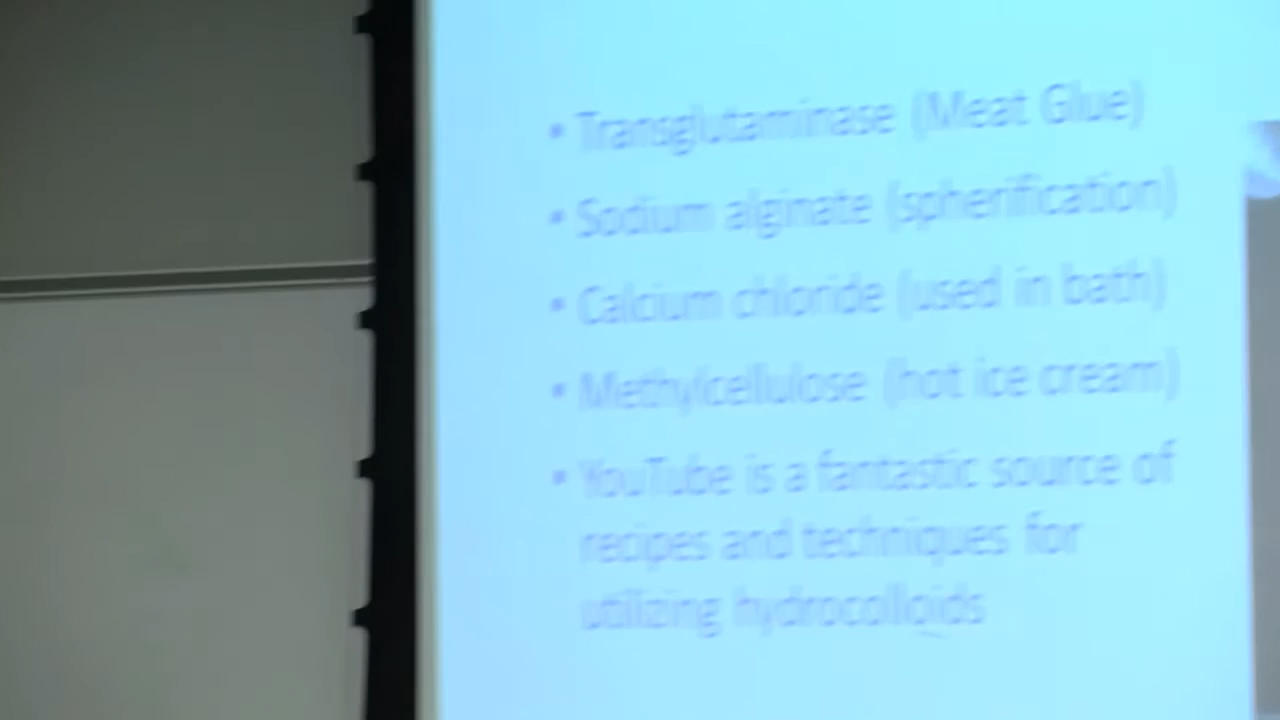 • Transglutaminase (Meat Glue)
• Sodium alginate (spherification)
• Calcium chloride (used in bath)
• Methylcellulose (hot ice cream)
• YouTube is a fantastic source of
recipes and techniques for
utilizing hydrocolloids